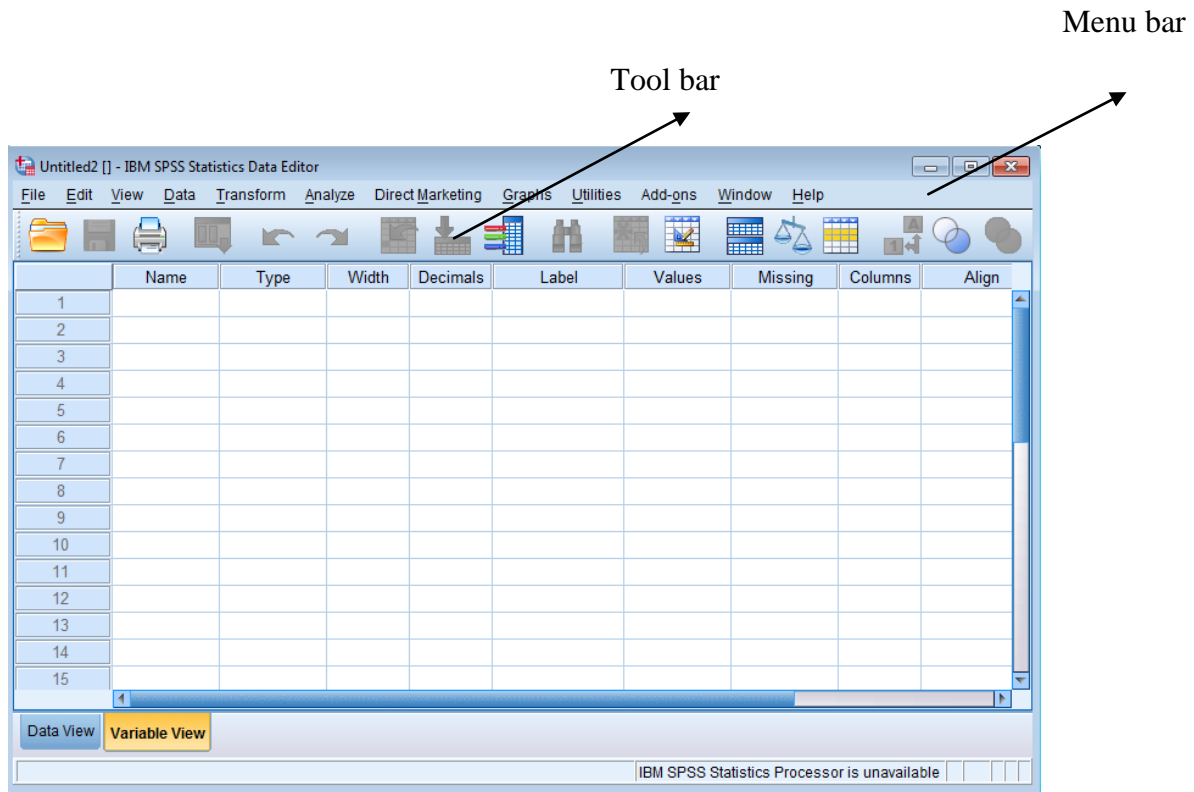 Menu bar
Tool bar
Untitled2 [] - IBM SPSS Statistics Data Editor
File Edit View Data Transform Analyze Direct Marketing Graphs Utilities Add-ons Window Help
A
1
Name Type Width Decimals Label Values Missing Columns Align
1
2
3
4
5
6
7
8
9
10
11
12
13
14
15
Data View Variable View
IBM SPSS Statistics Processor is unavailable